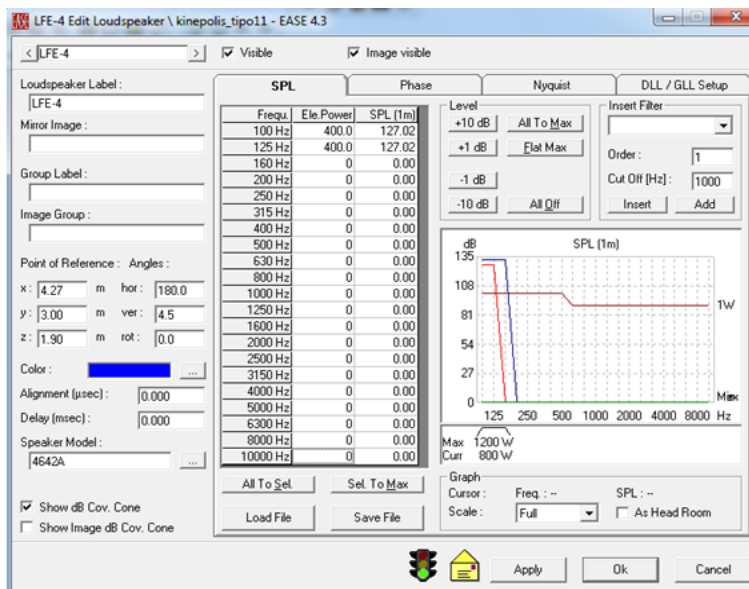 LFE-4 Edit Loudspeaker \ kinepolis_tipo11 - EASE 4.3
< LFE-4 > Visible Image visible
Loudspeaker Label :
LFE-4
Mirror Image :
Group Label :
Image Group :
Point of Reference : Angles :
x : 4.27 m hor : 180.0
y : 3.00 m ver : 4.5
z : 1.90 m rot : 0.0
Color : ...
Alignment (µsec) : 0.000
Delay (msec) : 0.000
Speaker Model :
4642A ...
Show dB Cov. Cone
Show Image dB Cov. Cone
SPL Phase Nyquist DLL / GLL Setup
Frequ. Ele.Power SPL (1m)
100 Hz 400.0 127.02
125 Hz 400.0 127.02
160 Hz 0 0.00
200 Hz 0 0.00
250 Hz 0 0.00
315 Hz 0 0.00
400 Hz 0 0.00
500 Hz 0 0.00
630 Hz 0 0.00
800 Hz 0 0.00
1000 Hz 0 0.00
1250 Hz 0 0.00
1600 Hz 0 0.00
2000 Hz 0 0.00
2500 Hz 0 0.00
3150 Hz 0 0.00
4000 Hz 0 0.00
5000 Hz 0 0.00
6300 Hz 0 0.00
8000 Hz 0 0.00
10000 Hz 0 0.00
All To Sel. Sel. To Max
Load File Save File
Level
+10 dB All To Max
+1 dB Flat Max
-1 dB
-10 dB All Off
Insert Filter
Order : 1
Cut Off [Hz] : 1000
Insert Add
dB SPL (1m)
135
108
81
54
27
0
1W
125 250 500 1000 2000 4000 8000 Hz
Max 1200 W
Curr 800 W
Graph
Cursor : Freq. : -- SPL : --
Scale : Full As Head Room
Apply Ok Cancel